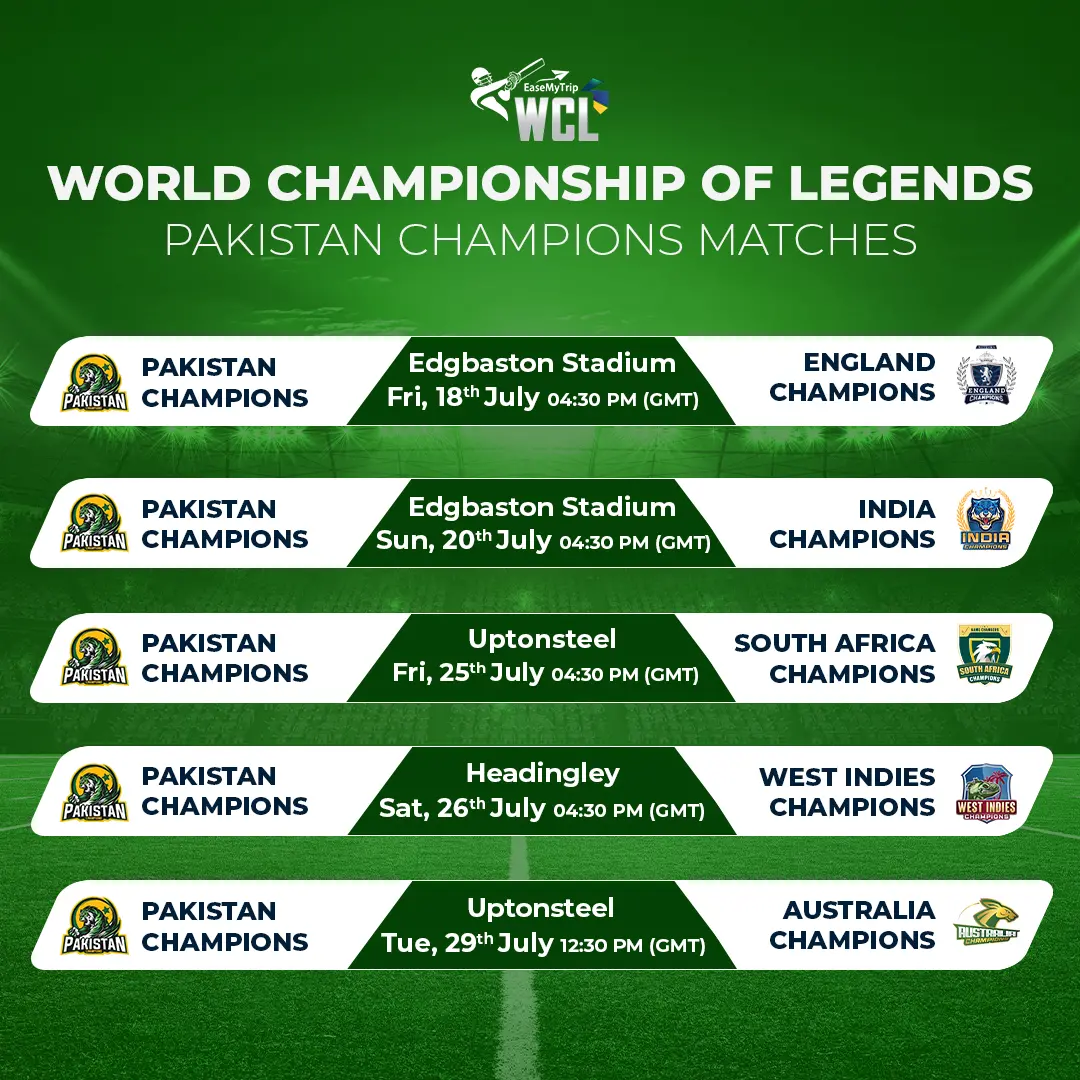 EaseMyTrip
WCL
WORLD CHAMPIONSHIP OF LEGENDS
PAKISTAN CHAMPIONS MATCHES
PAKISTAN
PAKISTAN
CHAMPIONS
Edgbaston Stadium
Fri, 18th July 04:30 PM (GMT)
ENGLAND
CHAMPIONS
ENGLAND
CHAMPIONS
PAKISTAN
PAKISTAN
CHAMPIONS
Edgbaston Stadium
Sun, 20th July 04:30 PM (GMT)
INDIA
CHAMPIONS
INDIA
CHAMPIONS
PAKISTAN
PAKISTAN
CHAMPIONS
Uptonsteel
Fri, 25th July 04:30 PM (GMT)
SOUTH AFRICA
CHAMPIONS
SOUTH AFRICA
CHAMPIONS
PAKISTAN
PAKISTAN
CHAMPIONS
Headingley
Sat, 26th July 04:30 PM (GMT)
WEST INDIES
CHAMPIONS
WEST INDIES
CHAMPIONS
PAKISTAN
PAKISTAN
CHAMPIONS
Uptonsteel
Tue, 29th July 12:30 PM (GMT)
AUSTRALIA
CHAMPIONS
AUSTRALIA
CHAMPIONS